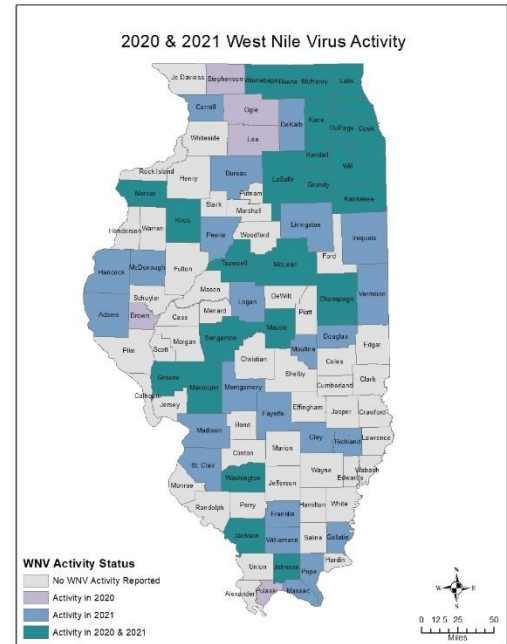 2020 & 2021 West Nile Virus Activity
Jo Daviess
Stephenson
Winnebago
Boone
McHenry
Lake
Carroll
Ogle
DeKalb
Kane
DuPage
Cook
Whiteside
Lee
Kendall
Will
Rock Island
Henry
Bureau
LaSalle
Grundy
Mercer
Putnam
Kankakee
Knox
Stark
Marshall
Henderson
Warren
Peoria
Woodford
Livingston
Iroquois
Hancock
McDonough
Fulton
Tazewell
McLean
Ford
Mason
Schuyler
Logan
DeWitt
Champaign
Vermilion
Adams
Brown
Cass
Menard
Piatt
Macon
Douglas
Edgar
Pike
Scott
Morgan
Sangamon
Moultrie
Coles
Christian
Shelby
Clark
Greene
Macoupin
Cumberland
Calhoun
Jersey
Montgomery
Fayette
Effingham
Jasper
Crawford
Madison
Bond
Clay
Richland
Lawrence
Clinton
Marion
St. Clair
Wayne
Edwards
Wabash
Monroe
Washington
Jefferson
Randolph
Perry
Hamilton
White
Franklin
Jackson
Williamson
Saline
Gallatin
Union
Johnson
Pope
Hardin
Alexander
Pulaski
Massac
WNV Activity Status
No WNV Activity Reported
Activity in 2020
Activity in 2021
Activity in 2020 & 2021
N
W E
S
0 12.5 25 50
Miles